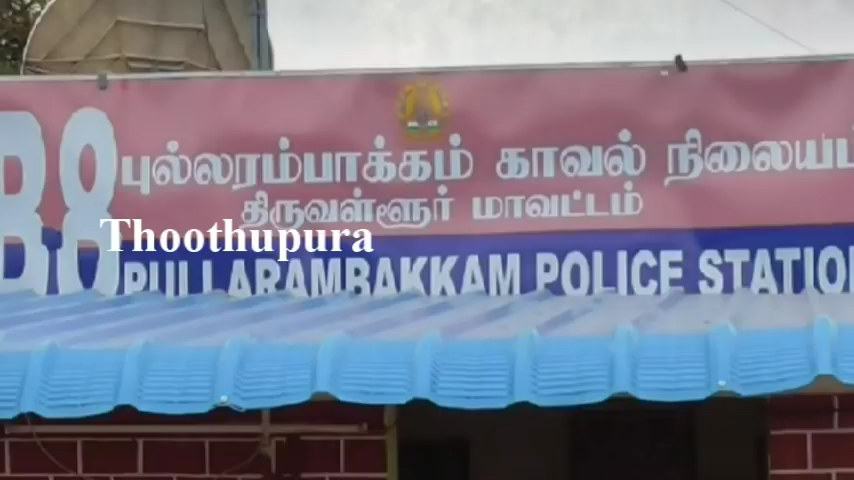 B8
புல்லரம்பாக்கம் காவல் நிலையம்
திருவள்ளூர் மாவட்டம்
Thoothupura
PULLARAMBAKKAM POLICE STATION